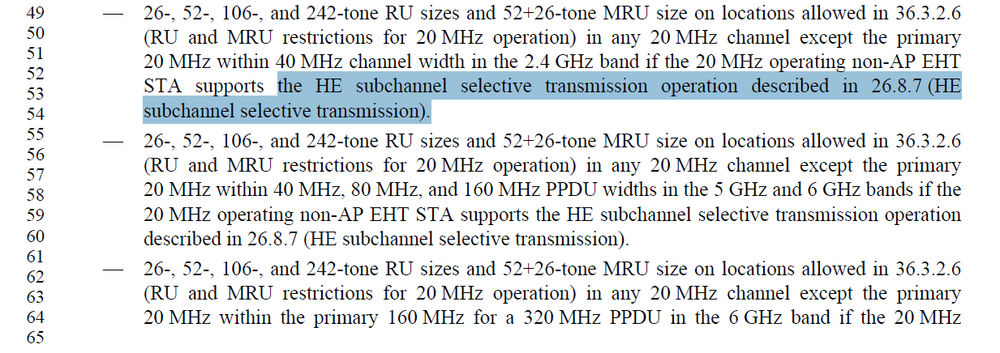 49 — 26-, 52-, 106-, and 242-tone RU sizes and 52+26-tone MRU size on locations allowed in 36.3.2.6
50 (RU and MRU restrictions for 20 MHz operation) in any 20 MHz channel except the primary
51 20 MHz within 40 MHz channel width in the 2.4 GHz band if the 20 MHz operating non-AP EHT
52 STA supports the HE subchannel selective transmission operation described in 26.8.7 (HE
53
54 subchannel selective transmission).
55 — 26-, 52-, 106-, and 242-tone RU sizes and 52+26-tone MRU size on locations allowed in 36.3.2.6
56
57 (RU and MRU restrictions for 20 MHz operation) in any 20 MHz channel except the primary
58 20 MHz within 40 MHz, 80 MHz, and 160 MHz PPDU widths in the 5 GHz and 6 GHz bands if the
59 20 MHz operating non-AP EHT STA supports the HE subchannel selective transmission operation
60 described in 26.8.7 (HE subchannel selective transmission).
61
62 — 26-, 52-, 106-, and 242-tone RU sizes and 52+26-tone MRU size on locations allowed in 36.3.2.6
63 (RU and MRU restrictions for 20 MHz operation) in any 20 MHz channel except the primary
64 20 MHz within the primary 160 MHz for a 320 MHz PPDU in the 6 GHz band if the 20 MHz
65